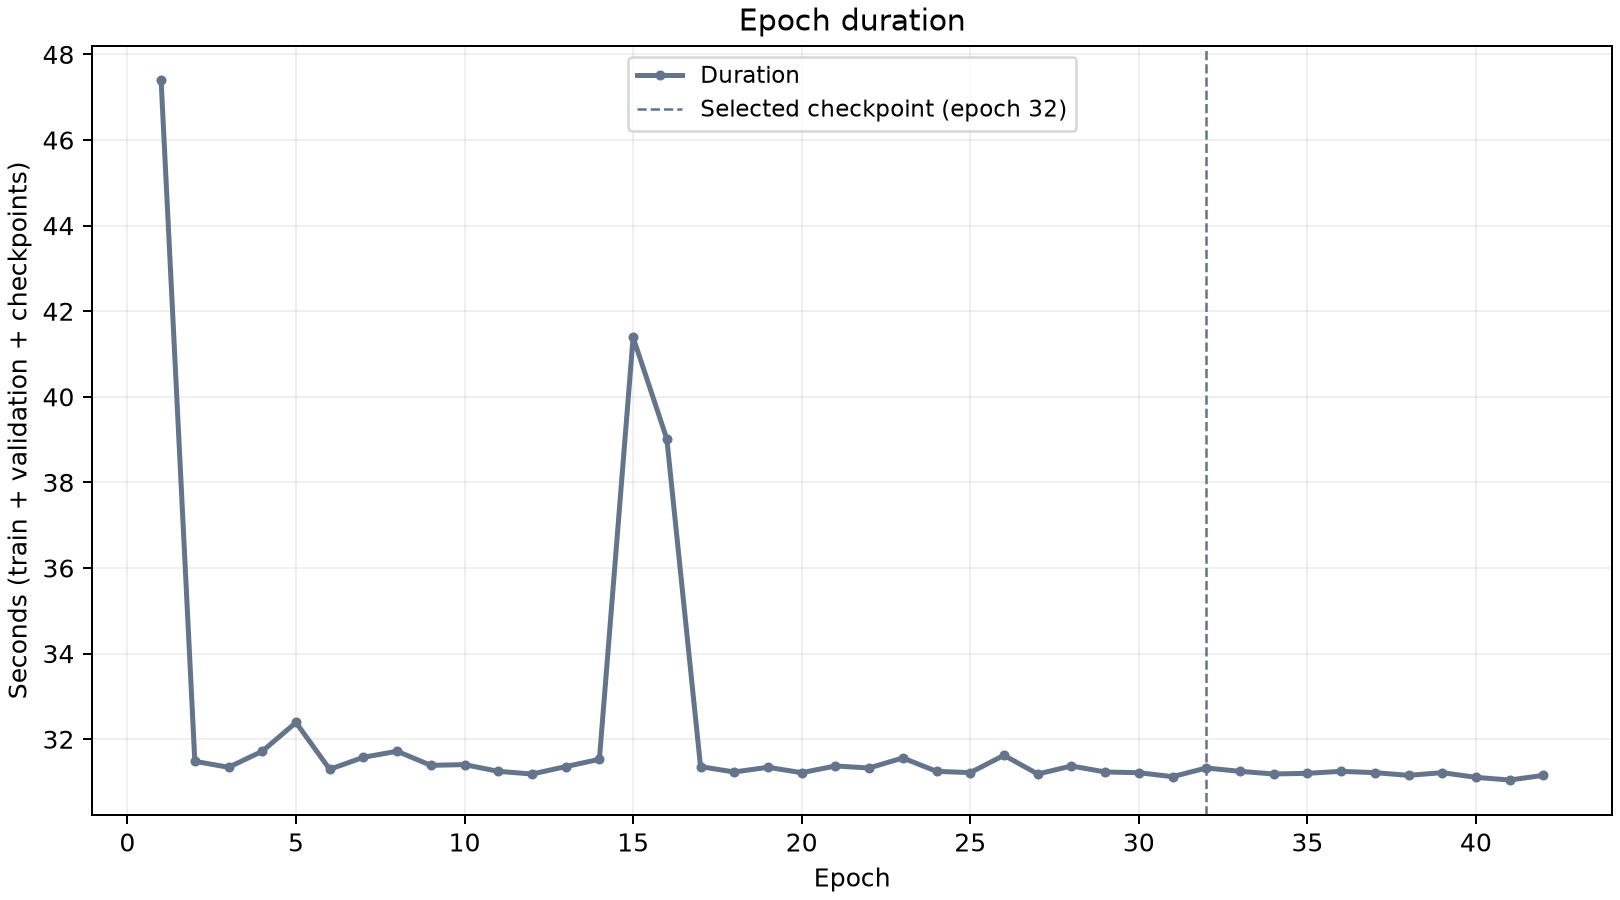 Epoch duration
Duration
Selected checkpoint (epoch 32)
Seconds (train + validation + checkpoints)
48
46
44
42
40
38
36
34
32
0 5 10 15 20 25 30 35 40
Epoch